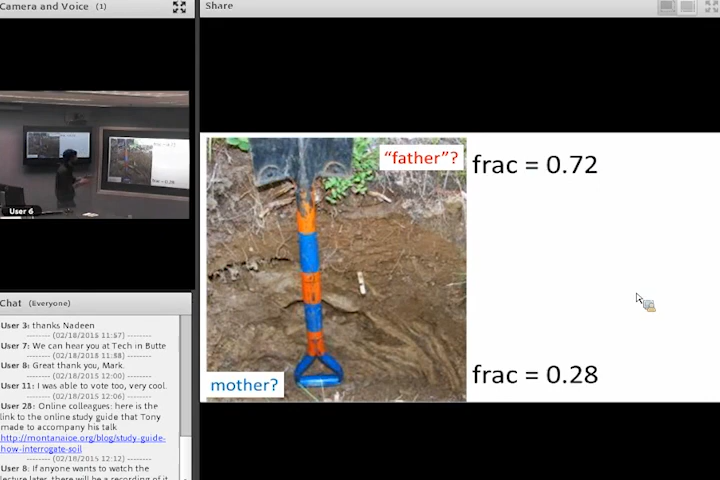 Camera and Voice (1)
Share
User 6
"father"?
frac = 0.72
mother?
frac = 0.28
Chat (Everyone)
User 3: thanks Nadeen
-------- (02/18/2015 11:57) --------
User 7: We can hear you at Tech in Butte
-------- (02/18/2015 11:58) --------
User 8: Great thank you, Mark.
-------- (02/18/2015 12:00) --------
User 11: I was able to vote too, very cool.
-------- (02/18/2015 12:06) --------
User 28: Online colleagues: here is the
link to the online study guide that Tony
made to accompany his talk
http://montanaioe.org/blog/study-guide-
how-interrogate-soil
-------- (02/18/2015 12:12) --------
User 8: If anyone wants to watch the
lecture later, there will be a recording of it